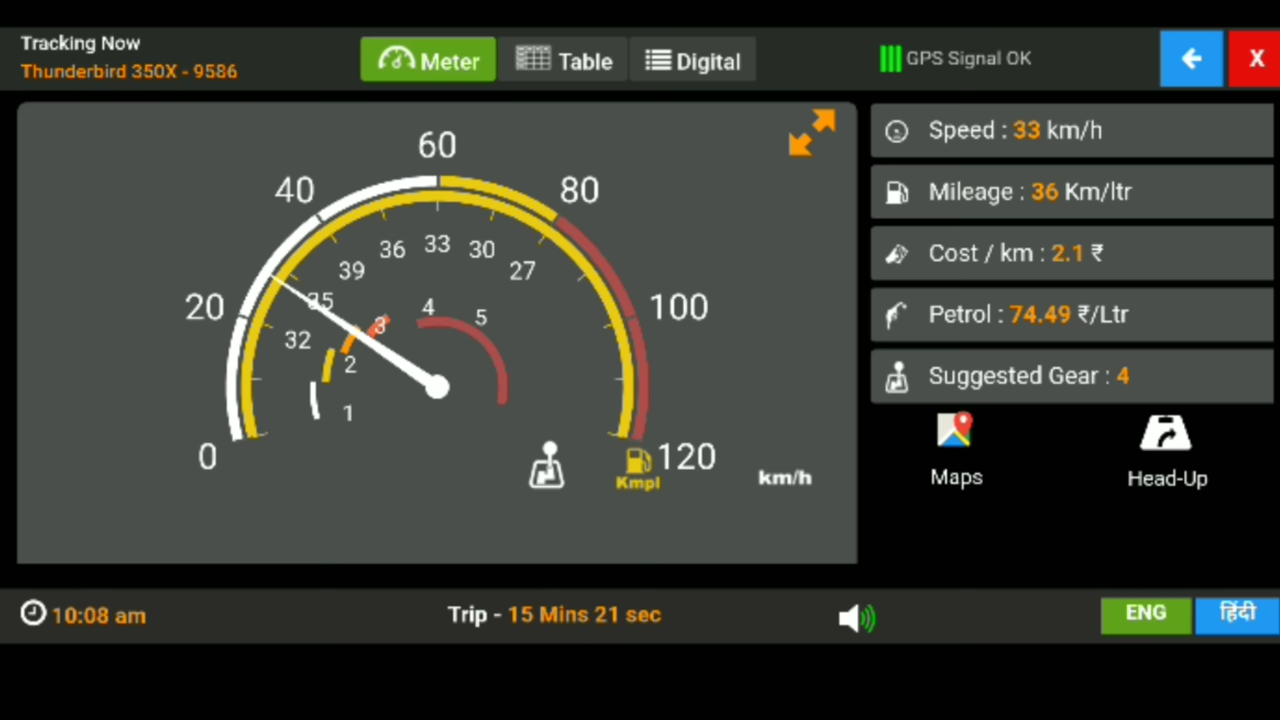 Tracking Now
Thunderbird 350X - 9586
Meter
Table
Digital
GPS Signal OK
X
60
40
80
20
100
0
120
36
33
30
39
27
35
32
4
5
3
2
1
Kmpl
km/h
Speed : 33 km/h
Mileage : 36 Km/ltr
Cost / km : 2.1 ₹
Petrol : 74.49 ₹/Ltr
Suggested Gear : 4
Maps
Head-Up
10:08 am
Trip - 15 Mins 21 sec
ENG
हिंदी